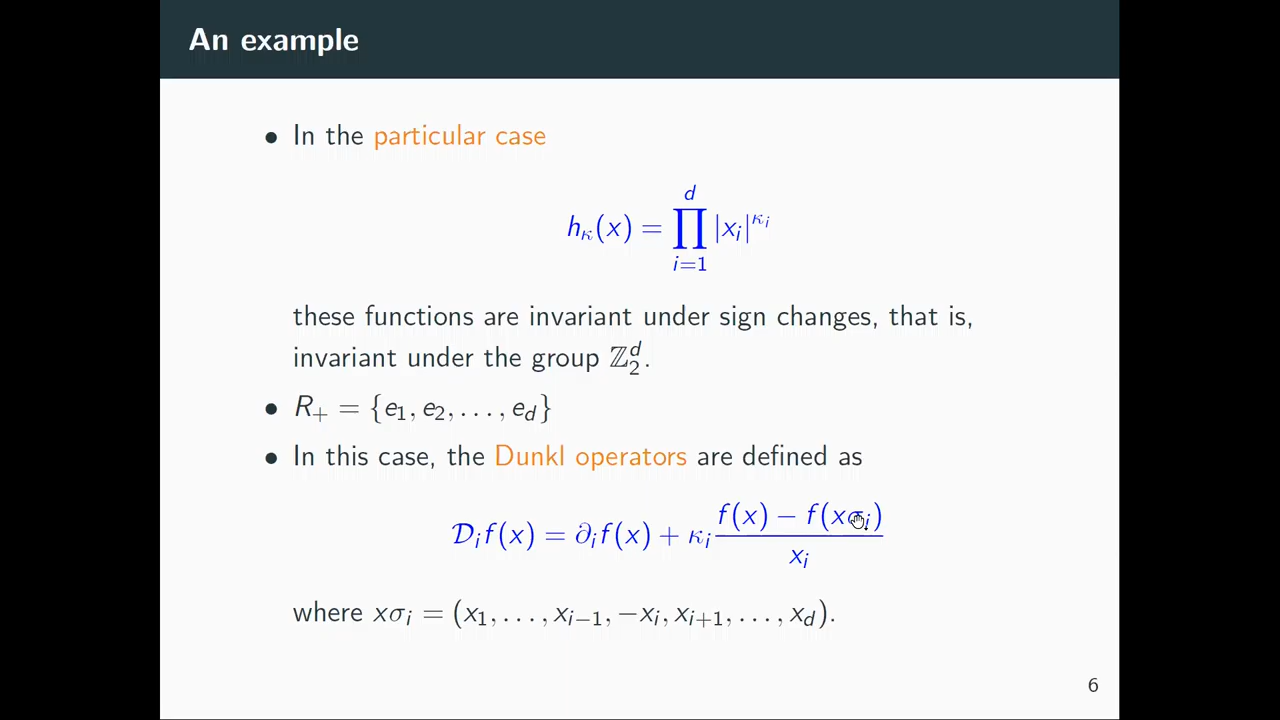 An example
• In the particular case
h_κ(x) = ∏_{i=1}^{d} |x_i|^{κ_i}
these functions are invariant under sign changes, that is,
invariant under the group ℤ_2^d.
• R_+ = {e_1, e_2, . . . , e_d}
• In this case, the Dunkl operators are defined as
𝒟_i f(x) = ∂_i f(x) + κ_i \frac{f(x) − f(xσ_i)}{x_i}
where xσ_i = (x_1, . . . , x_{i−1}, −x_i, x_{i+1}, . . . , x_d).
6